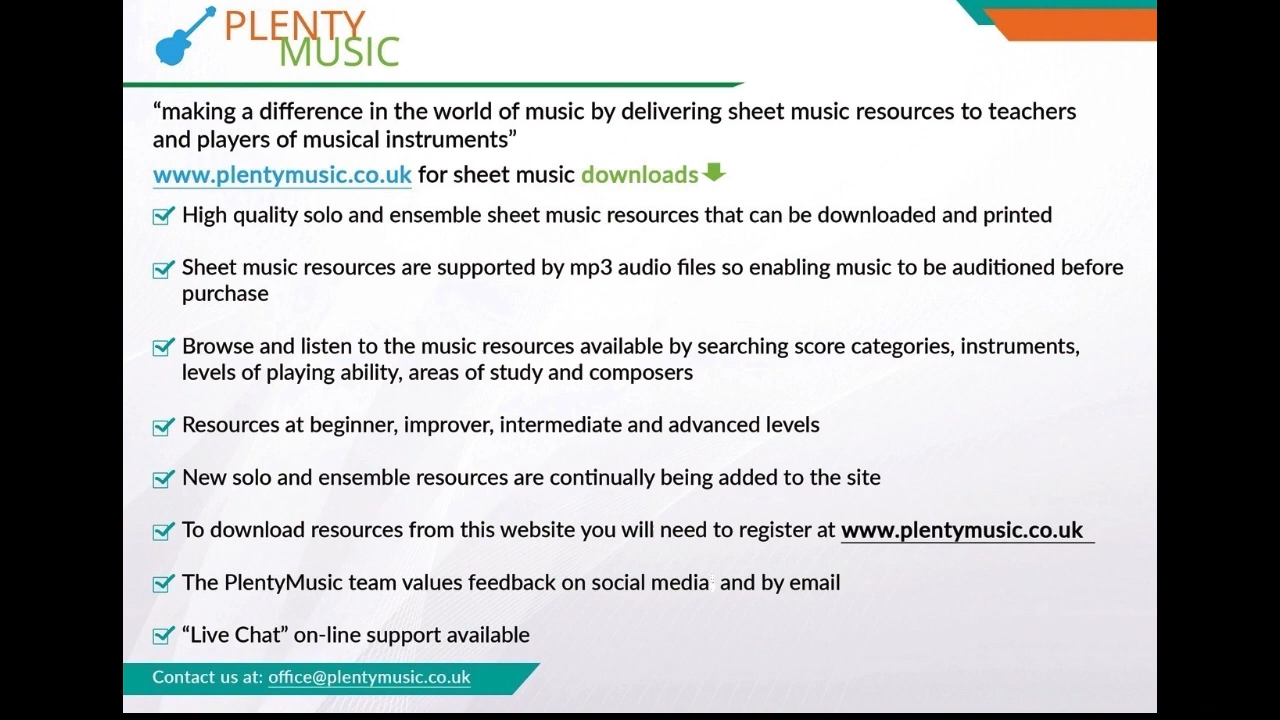 PLENTY
MUSIC
“making a difference in the world of music by delivering sheet music resources to teachers
and players of musical instruments”
www.plentymusic.co.uk for sheet music downloads
High quality solo and ensemble sheet music resources that can be downloaded and printed
Sheet music resources are supported by mp3 audio files so enabling music to be auditioned before
purchase
Browse and listen to the music resources available by searching score categories, instruments,
levels of playing ability, areas of study and composers
Resources at beginner, improver, intermediate and advanced levels
New solo and ensemble resources are continually being added to the site
To download resources from this website you will need to register at www.plentymusic.co.uk
The PlentyMusic team values feedback on social media and by email
“Live Chat” on-line support available
Contact us at: office@plentymusic.co.uk